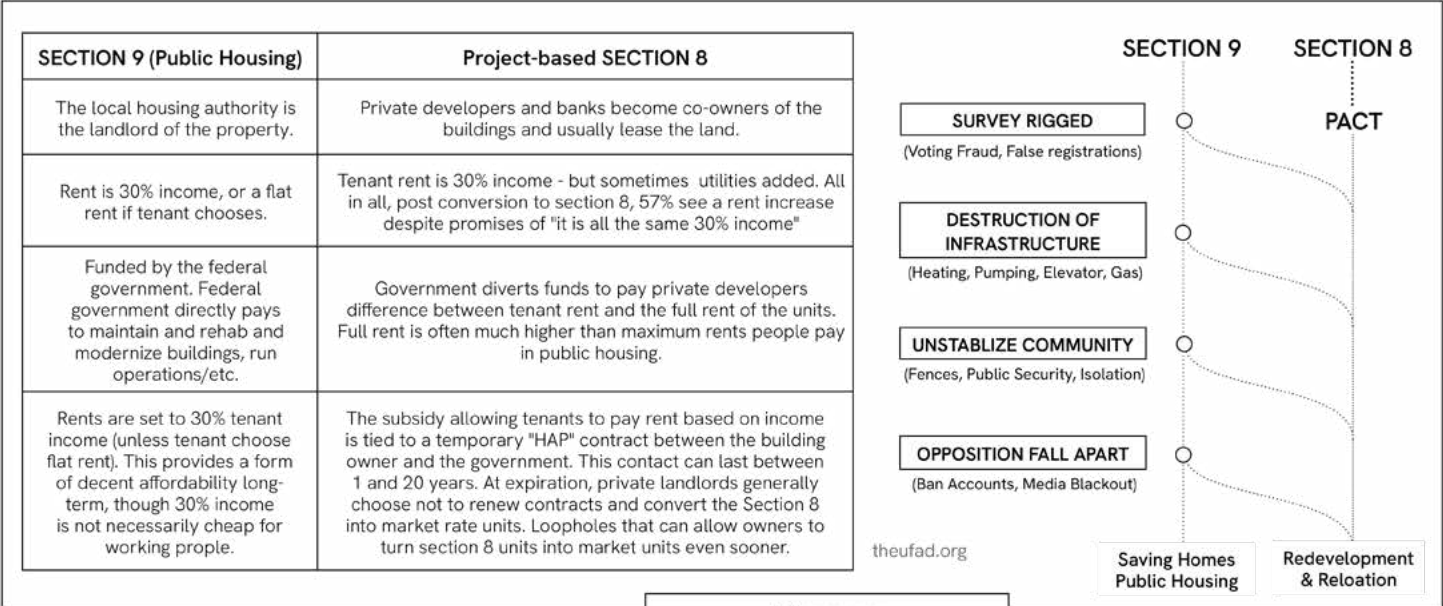 SECTION 9 (Public Housing)
Project-based SECTION 8
The local housing authority is
the landlord of the property.
Private developers and banks become co-owners of the
buildings and usually lease the land.
Rent is 30% income, or a flat
rent if tenant chooses.
Tenant rent is 30% income - but sometimes utilities added. All
in all, post conversion to section 8, 57% see a rent increase
despite promises of "it is all the same 30% income"
Funded by the federal
government. Federal
government directly pays
to maintain and rehab and
modernize buildings, run
operations/etc.
Government diverts funds to pay private developers
difference between tenant rent and the full rent of the units.
Full rent is often much higher than maximum rents people pay
in public housing.
Rents are set to 30% tenant
income (unless tenant choose
flat rent). This provides a form
of decent affordability long-
term, though 30% income
is not necessarily cheap for
working prople.
The subsidy allowing tenants to pay rent based on income
is tied to a temporary "HAP" contract between the building
owner and the government. This contact can last between
1 and 20 years. At expiration, private landlords generally
choose not to renew contracts and convert the Section 8
into market rate units. Loopholes that can allow owners to
turn section 8 units into market units even sooner.
SECTION 9
SECTION 8
SURVEY RIGGED
(Voting Fraud, False registrations)
PACT
DESTRUCTION OF
INFRASTRUCTURE
(Heating, Pumping, Elevator, Gas)
UNSTABLIZE COMMUNITY
(Fences, Public Security, Isolation)
OPPOSITION FALL APART
(Ban Accounts, Media Blackout)
theufad.org
Saving Homes
Public Housing
Redevelopment
& Reloation